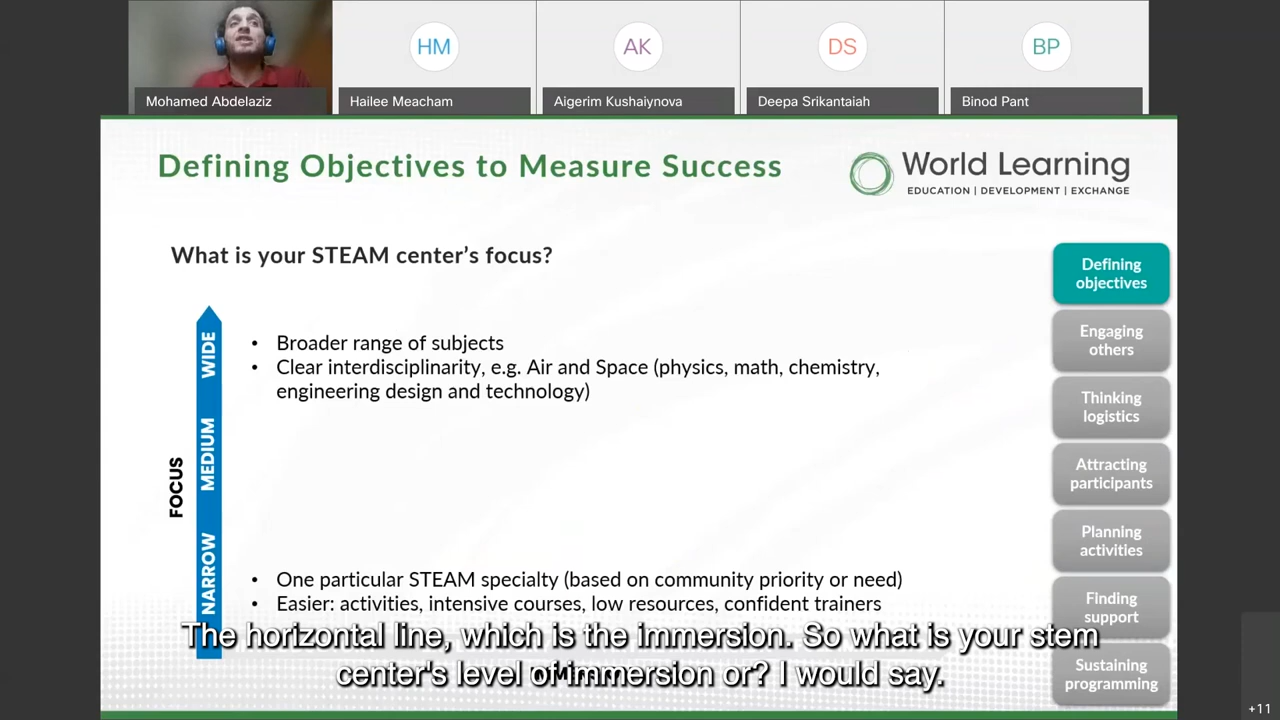 HM
AK
DS
BP
Mohamed Abdelaziz
Hailee Meacham
Aigerim Kushaiynova
Deepa Srikantaiah
Binod Pant
Defining Objectives to Measure Success
World Learning
EDUCATION | DEVELOPMENT | EXCHANGE
What is your STEAM center's focus?
FOCUS
WIDE
MEDIUM
NARROW
• Broader range of subjects
• Clear interdisciplinarity, e.g. Air and Space (physics, math, chemistry,
engineering design and technology)
• One particular STEAM specialty (based on community priority or need)
• Easier: activities, intensive courses, low resources, confident trainers
Defining
objectives
Engaging
others
Thinking
logistics
Attracting
participants
Planning
activities
Finding
support
Sustaining
programming
The horizontal line, which is the immersion. So what is your stem
center's level of immersion or? I would say.
+11